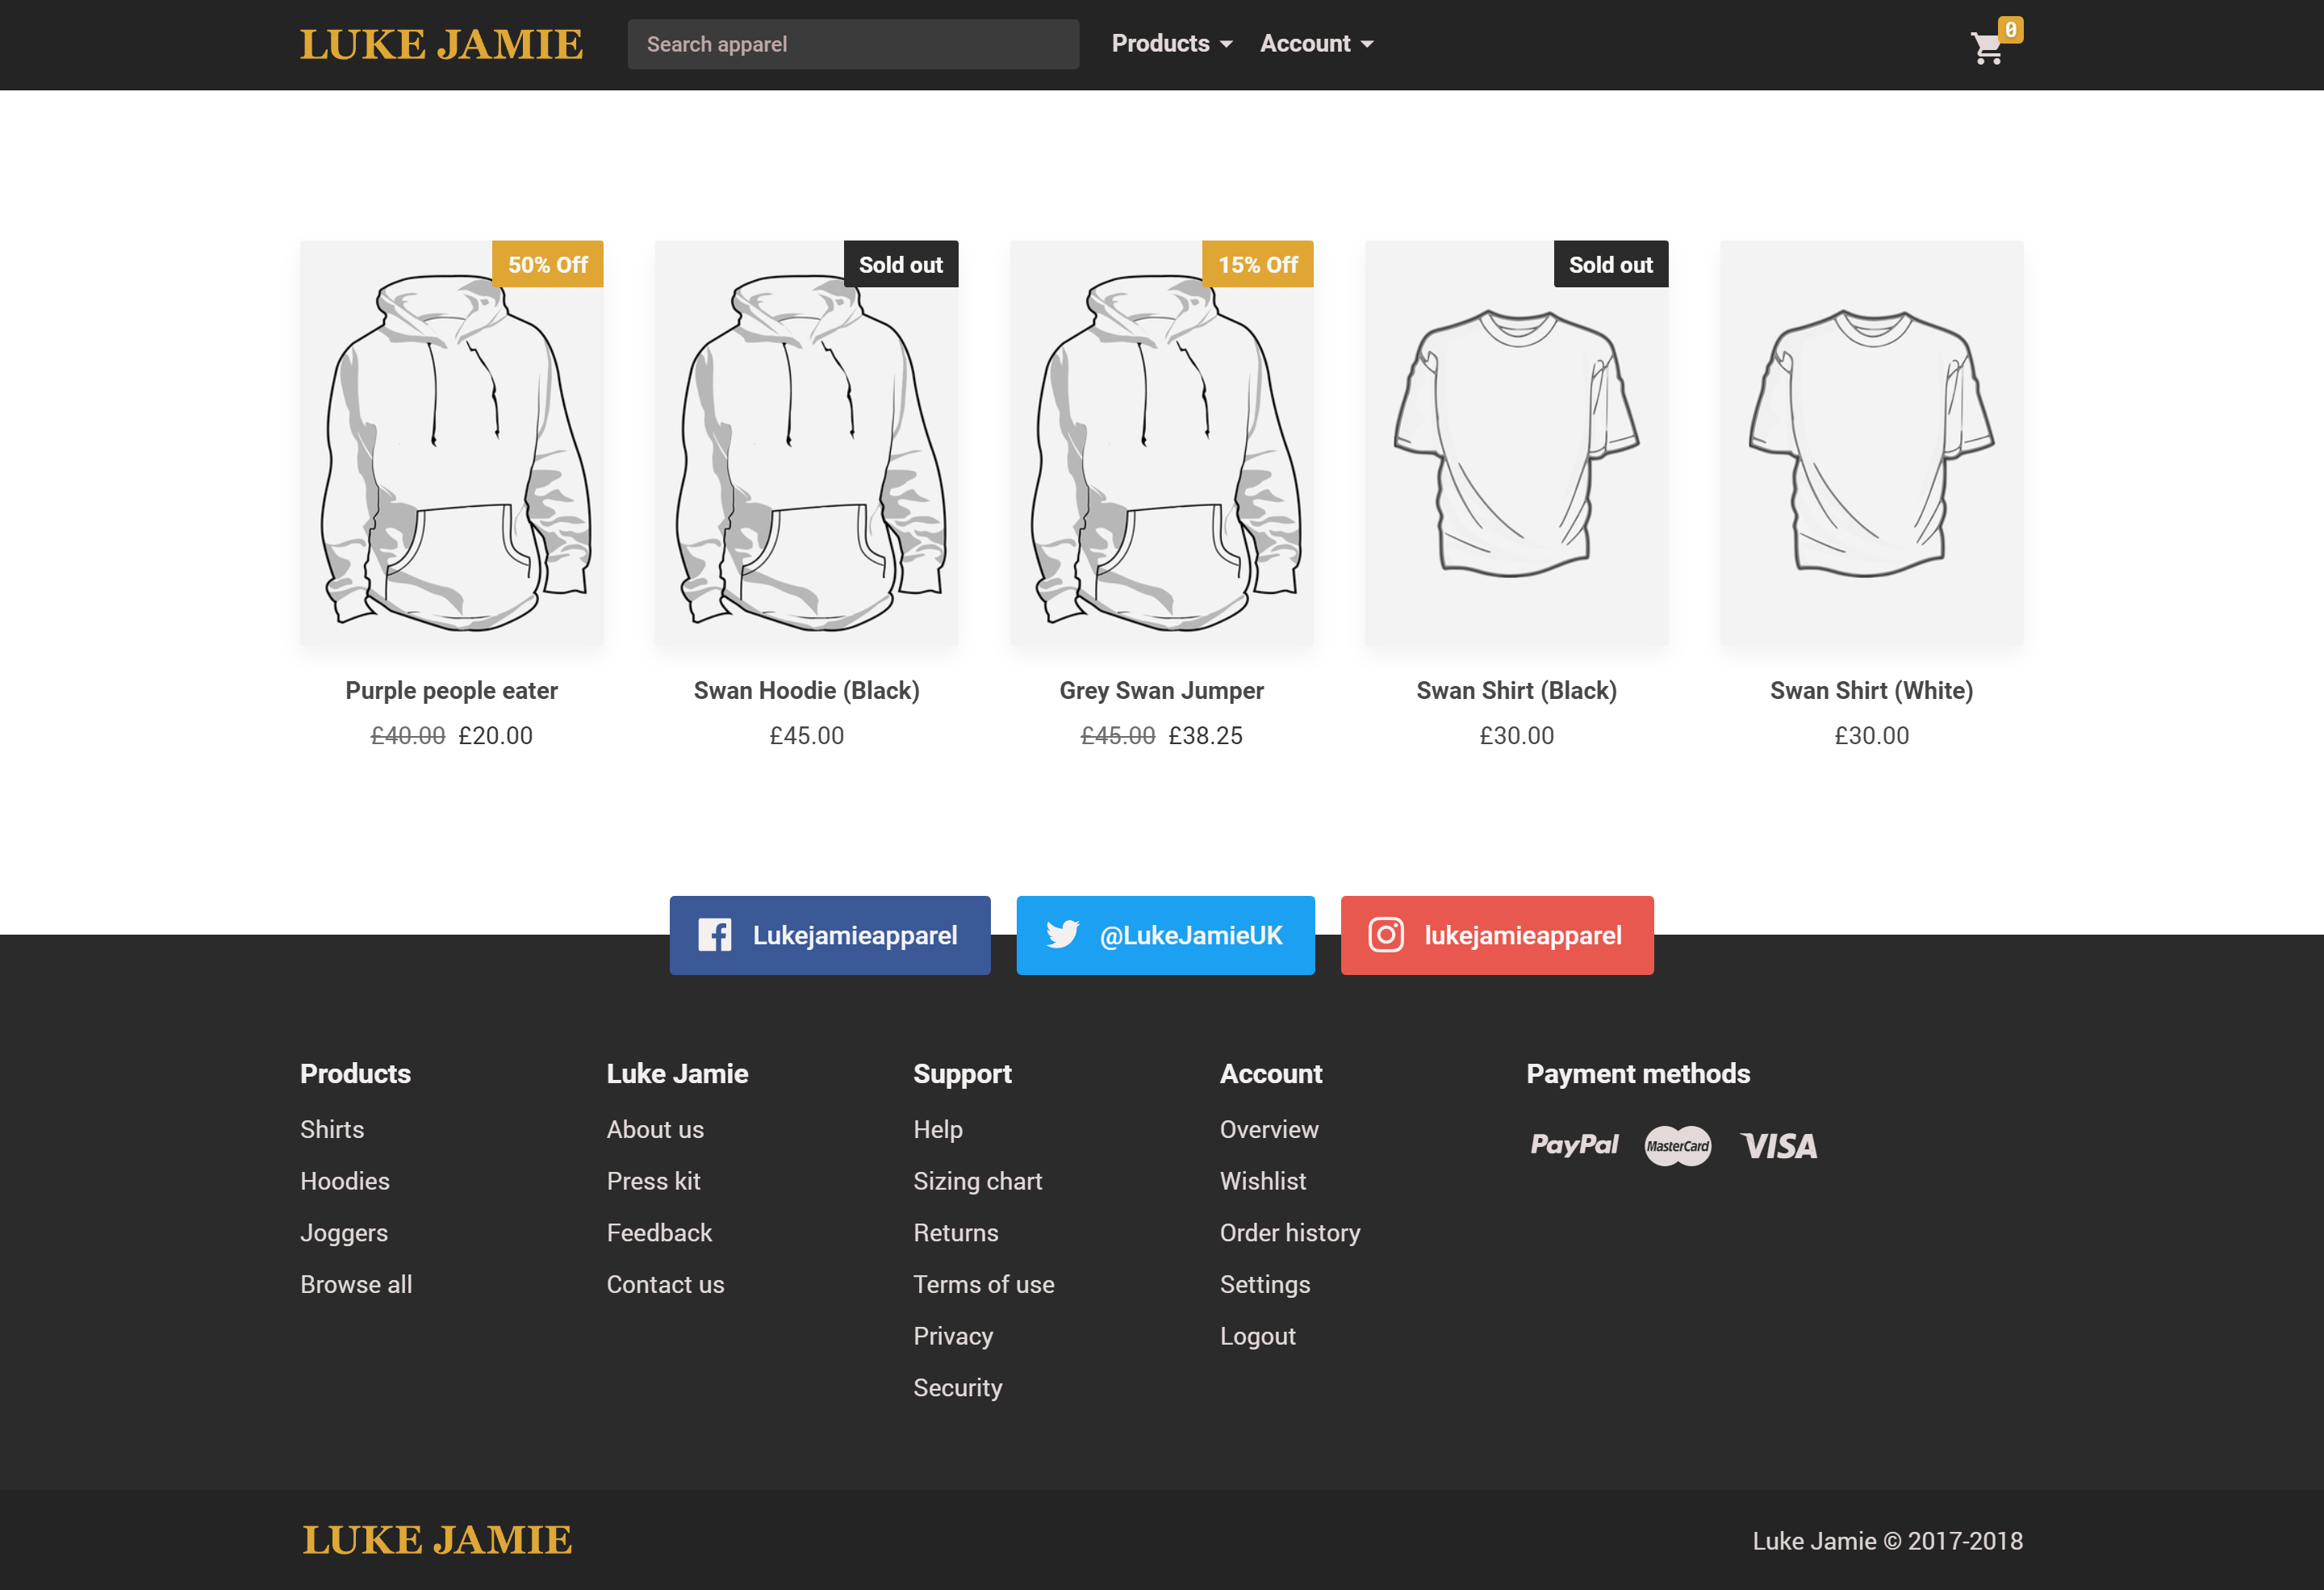 LUKE JAMIE
Search apparel
Products
Account
0
50% Off
Sold out
15% Off
Sold out
Purple people eater
£40.00 £20.00
Swan Hoodie (Black)
£45.00
Grey Swan Jumper
£45.00 £38.25
Swan Shirt (Black)
£30.00
Swan Shirt (White)
£30.00
Lukejamieapparel
@LukeJamieUK
lukejamieapparel
Products
Shirts
Hoodies
Joggers
Browse all
Luke Jamie
About us
Press kit
Feedback
Contact us
Support
Help
Sizing chart
Returns
Terms of use
Privacy
Security
Account
Overview
Wishlist
Order history
Settings
Logout
Payment methods
PayPal MasterCard VISA
LUKE JAMIE
Luke Jamie © 2017-2018